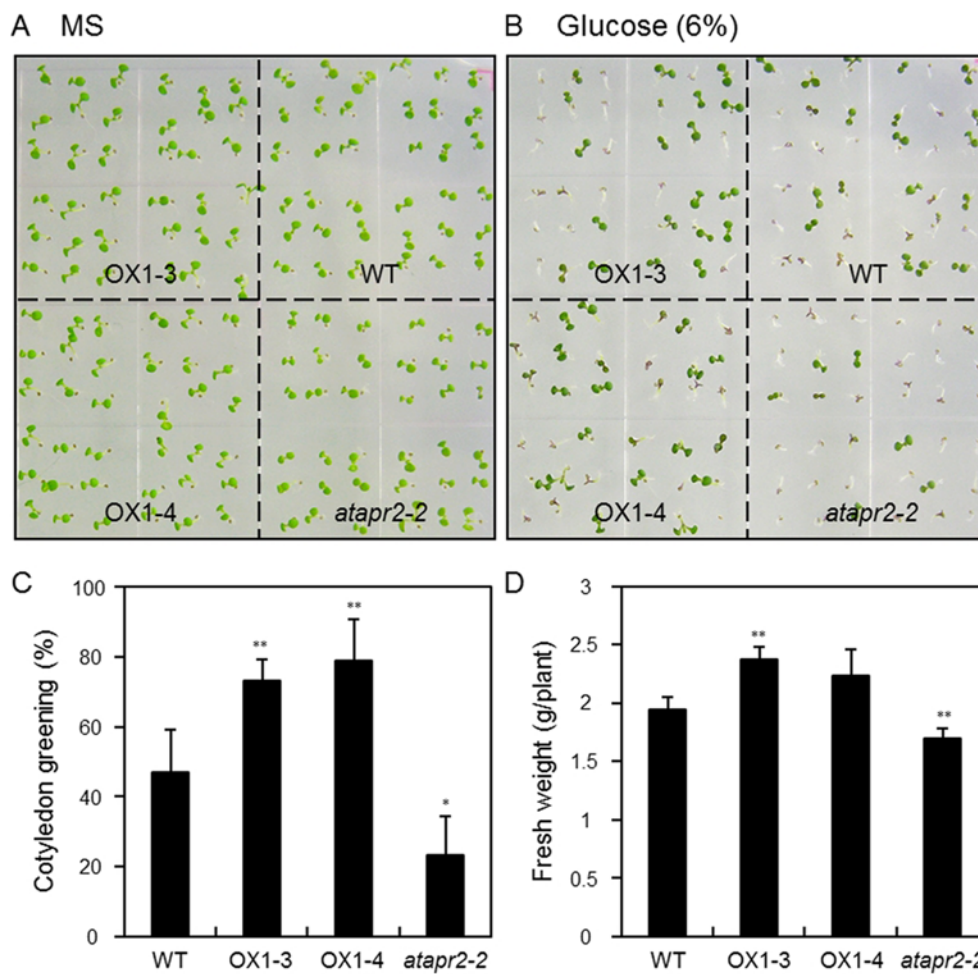 A MS
B Glucose (6%)
OX1-3
WT
OX1-3
WT
OX1-4
atapr2-2
OX1-4
atapr2-2
C
Cotyledon greening (%)
100
80
60
40
20
0
**
**
*
WT OX1-3 OX1-4 atapr2-2
D
Fresh weight (g/plant)
3
2.5
2
1.5
1
0.5
0
**
**
WT OX1-3 OX1-4 atapr2-2